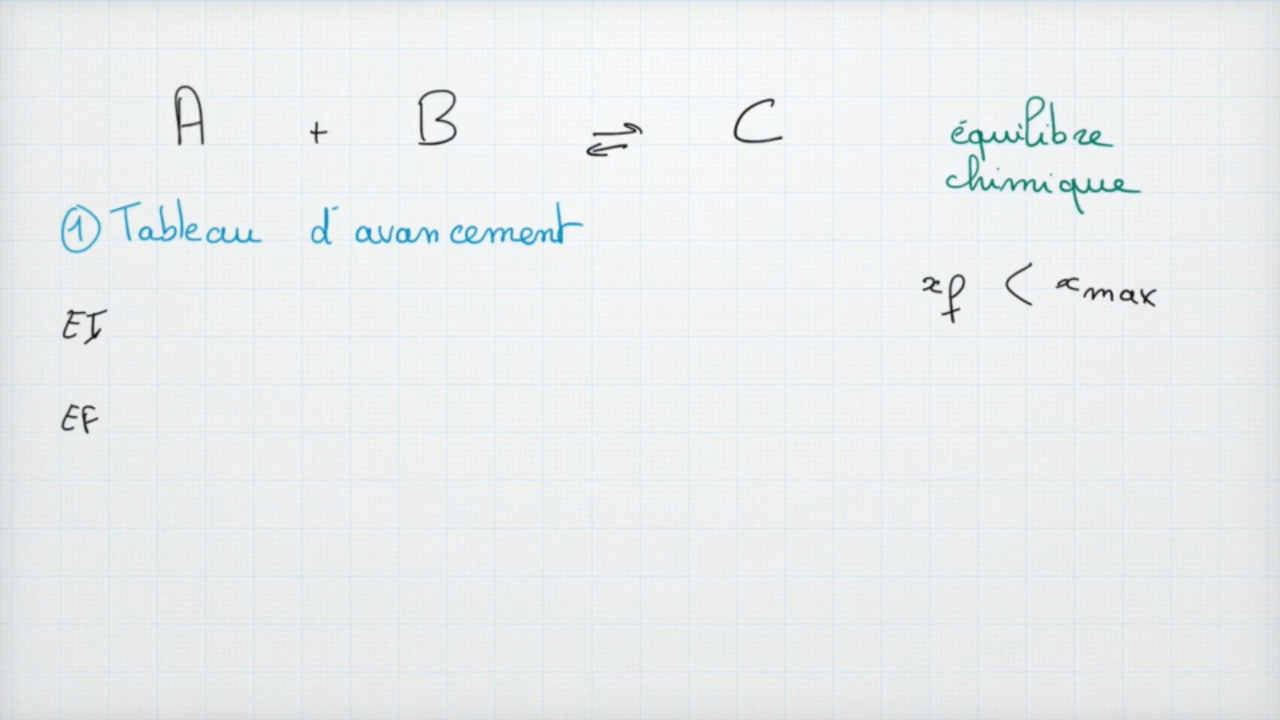 A + B ⇌ C
équilibre
chimique
① Tableau d'avancement
xf < xmax
EI
EF